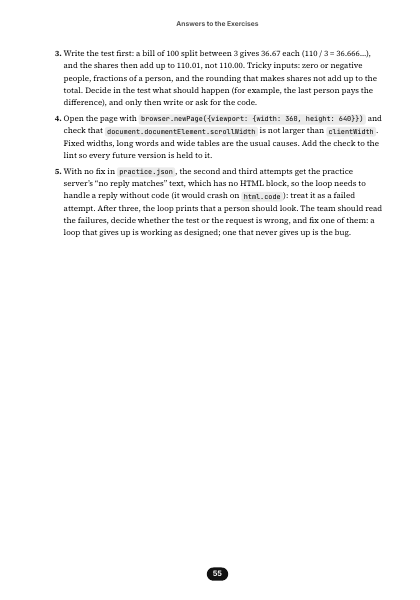 Answers to the Exercises
3. Write the test first: a bill of 100 split between 3 gives 36.67 each (110 / 3 = 36.666...),
and the shares then add up to 110.01, not 110.00. Tricky inputs: zero or negative
people, fractions of a person, and the rounding that makes shares not add up to the
total. Decide in the test what should happen (for example, the last person pays the
difference), and only then write or ask for the code.
4. Open the page with browser.newPage({viewport: {width: 360, height: 640}}) and
check that document.documentElement.scrollWidth is not larger than clientWidth.
Fixed widths, long words and wide tables are the usual causes. Add the check to the
lint so every future version is held to it.
5. With no fix in practice.json, the second and third attempts get the practice
server’s “no reply matches” text, which has no HTML block, so the loop needs to
handle a reply without code (it would crash on html.code): treat it as a failed
attempt. After three, the loop prints that a person should look. The team should read
the failures, decide whether the test or the request is wrong, and fix one of them: a
loop that gives up is working as designed; one that never gives up is the bug.
55